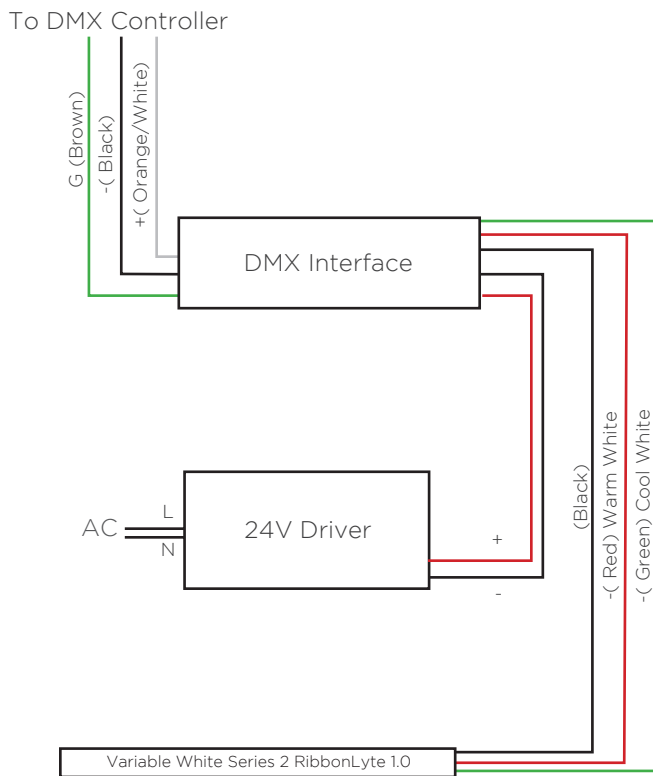 To DMX Controller
G (Brown)
-( Black)
+( Orange/White)
DMX Interface
AC
L
N
24V Driver
+
-
(Black)
-( Red) Warm White
-( Green) Cool White
Variable White Series 2 RibbonLyte 1.0